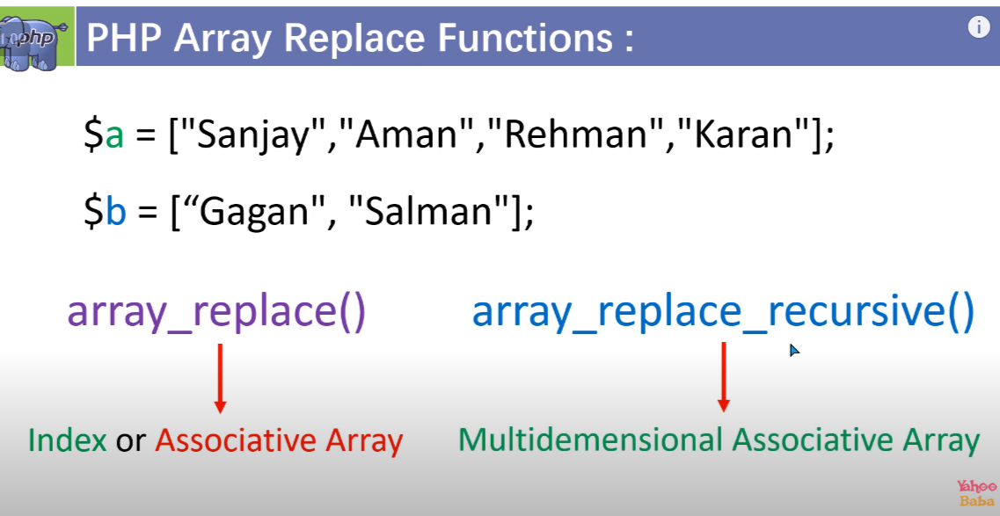 php
PHP Array Replace Functions :
i
$a = ["Sanjay","Aman","Rehman","Karan"];
$b = [“Gagan", "Salman"];
array_replace() array_replace_recursive()
Index or Associative Array Multidemensional Associative Array
Yahoo
Baba